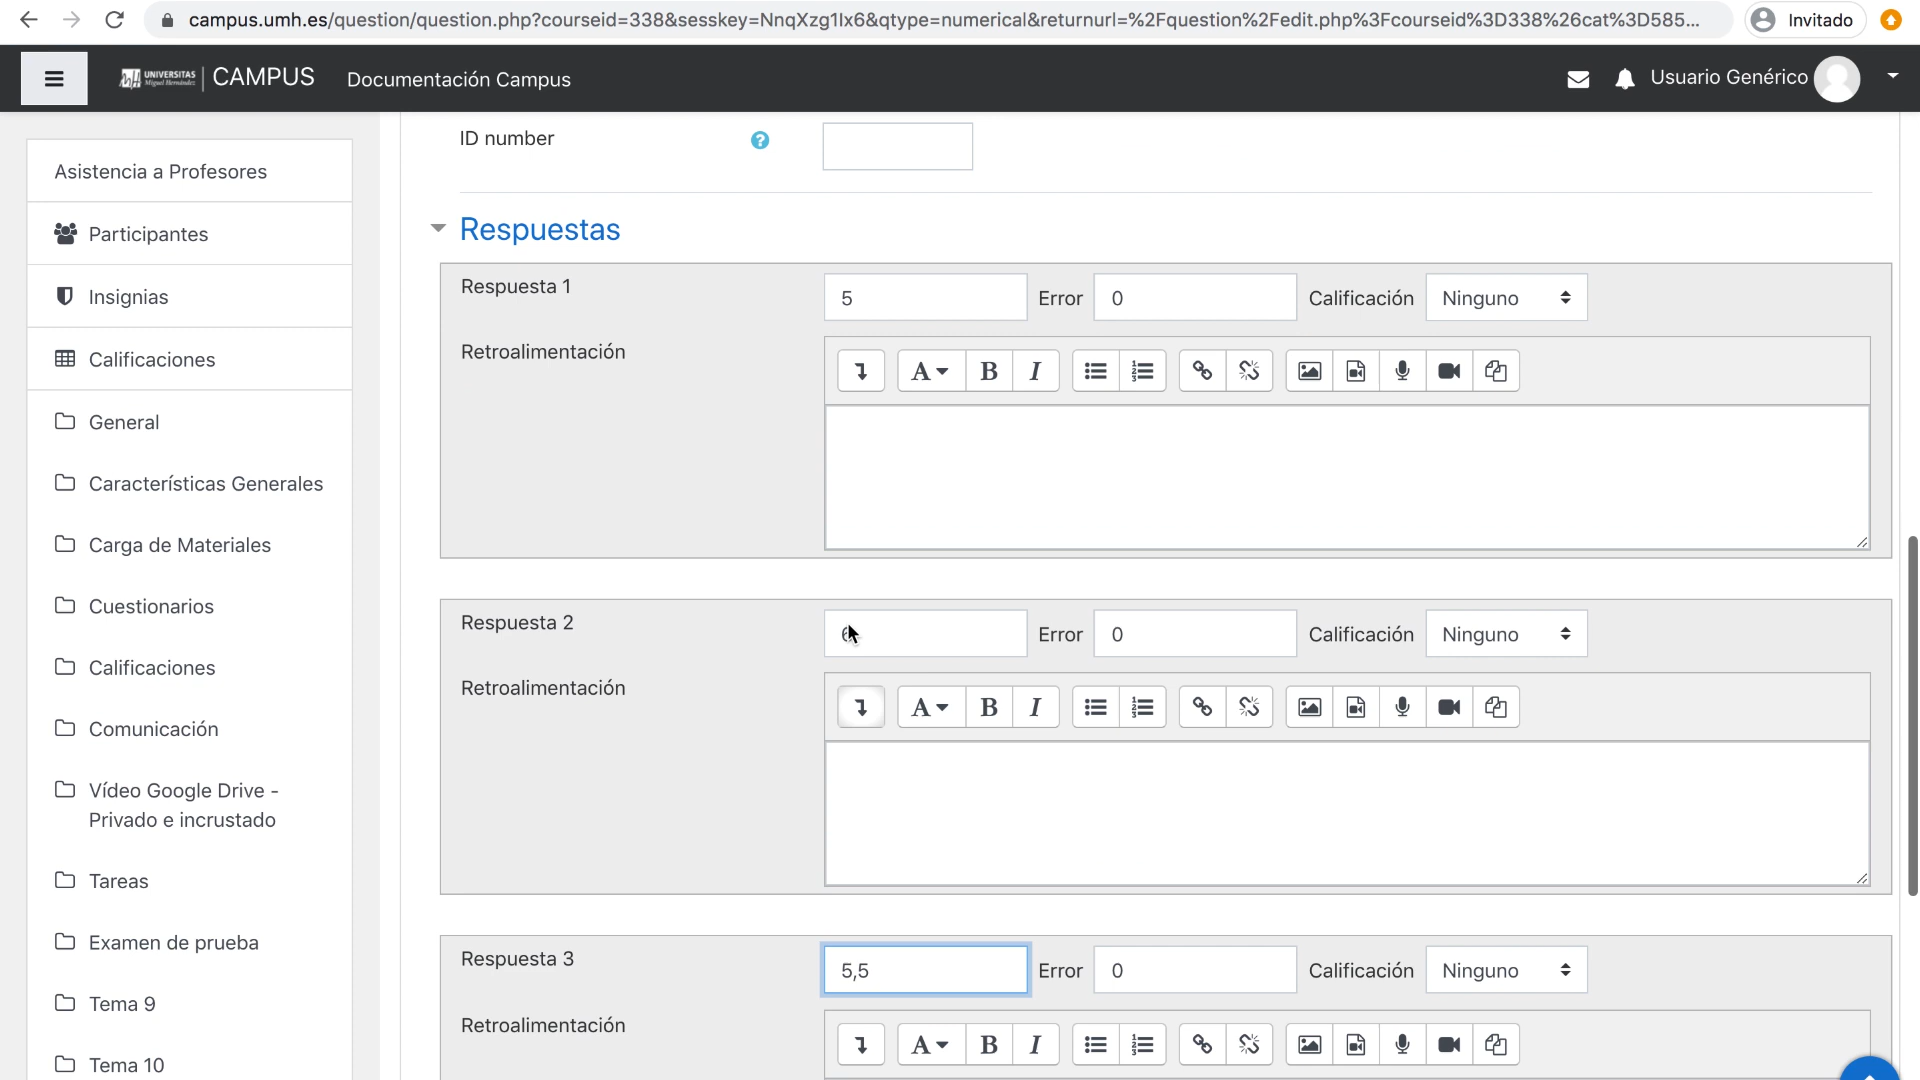 campus.umh.es/question/question.php?courseid=338&sesskey=NnqXzg1Ix6&qtype=numerical&returnurl=%2Fquestion%2Fedit.php%3Fcourseid%3D338%26cat%3D585...
Invitado
UNIVERSITAS Miguel Hernández
CAMPUS
Documentación Campus
Usuario Genérico
Asistencia a Profesores
Participantes
Insignias
Calificaciones
General
Características Generales
Carga de Materiales
Cuestionarios
Calificaciones
Comunicación
Vídeo Google Drive -
Privado e incrustado
Tareas
Examen de prueba
Tema 9
Tema 10
ID number
Respuestas
Respuesta 1 5 Error 0 Calificación Ninguno
Retroalimentación
A B I
Respuesta 2 Error 0 Calificación Ninguno
Retroalimentación
A B I
Respuesta 3 5,5 Error 0 Calificación Ninguno
Retroalimentación
A B I